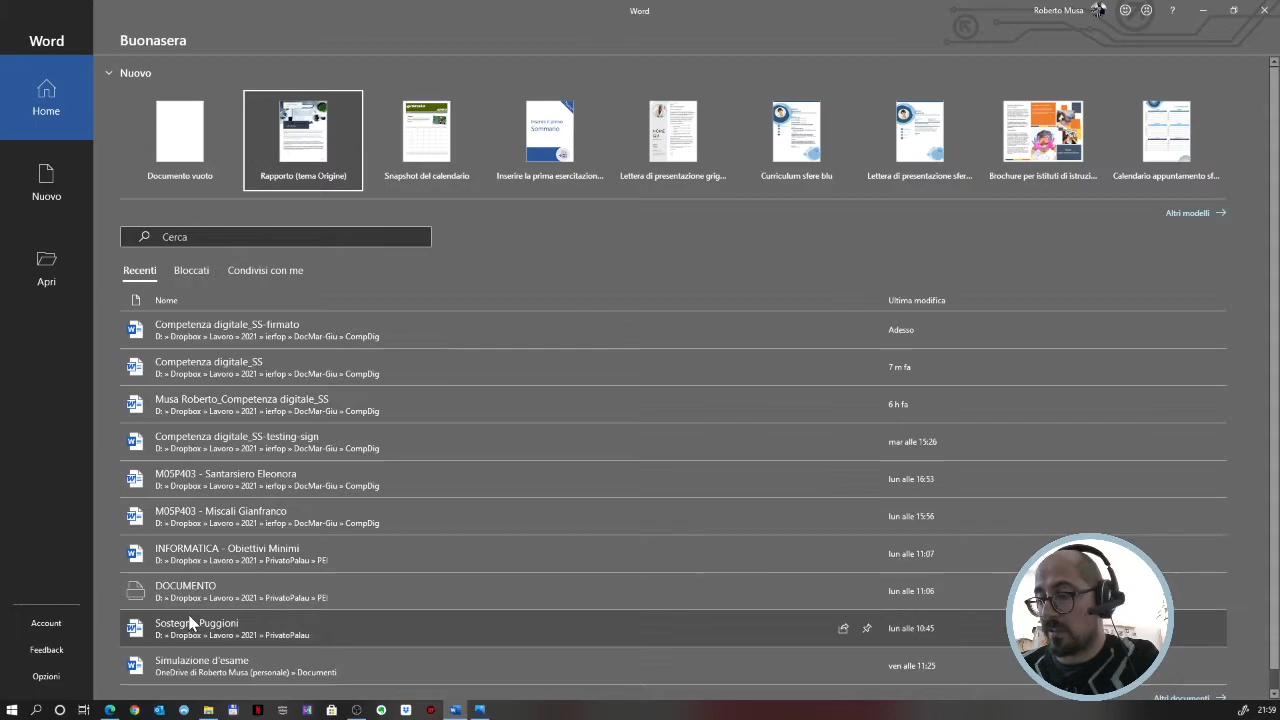 Word
Roberto Musa
?
Word
Buonasera
Home
Nuovo
Apri
Nuovo
Documento vuoto
Rapporto (tema Origine)
Snapshot del calendario
Inserire la prima esercitazion...
Lettera di presentazione grig...
Curriculum sfere blu
Lettera di presentazione sfer...
Brochure per istituti di istruzi...
Calendario appuntamento sf...
Altri modelli
Cerca
Recenti Bloccati Condivisi con me
Nome Ultima modifica
Competenza digitale_SS-firmato
D: » Dropbox » Lavoro » 2021 » ierfop » DocMar-Giu » CompDig
Adesso
Competenza digitale_SS
D: » Dropbox » Lavoro » 2021 » ierfop » DocMar-Giu » CompDig
7 m fa
Musa Roberto_Competenza digitale_SS
D: » Dropbox » Lavoro » 2021 » ierfop » DocMar-Giu » CompDig
6 h fa
Competenza digitale_SS-testing-sign
D: » Dropbox » Lavoro » 2021 » ierfop » DocMar-Giu » CompDig
mar alle 15:26
M05P403 - Santarsiero Eleonora
D: » Dropbox » Lavoro » 2021 » ierfop » DocMar-Giu » CompDig
lun alle 16:53
M05P403 - Miscali Gianfranco
D: » Dropbox » Lavoro » 2021 » ierfop » DocMar-Giu » CompDig
lun alle 15:56
INFORMATICA - Obiettivi Minimi
D: » Dropbox » Lavoro » 2021 » PrivatoPalau » PEI
lun alle 11:07
DOCUMENTO
D: » Dropbox » Lavoro » 2021 » PrivatoPalau » PEI
lun alle 11:06
Puggioni
D: » Dropbox » Lavoro » 2021 » PrivatoPalau
lun alle 10:45
Simulazione d'esame
OneDrive di Roberto Musa (personale) » Documenti
ven alle 11:25
Altri documenti
Account
Feedback
Opzioni
21:59